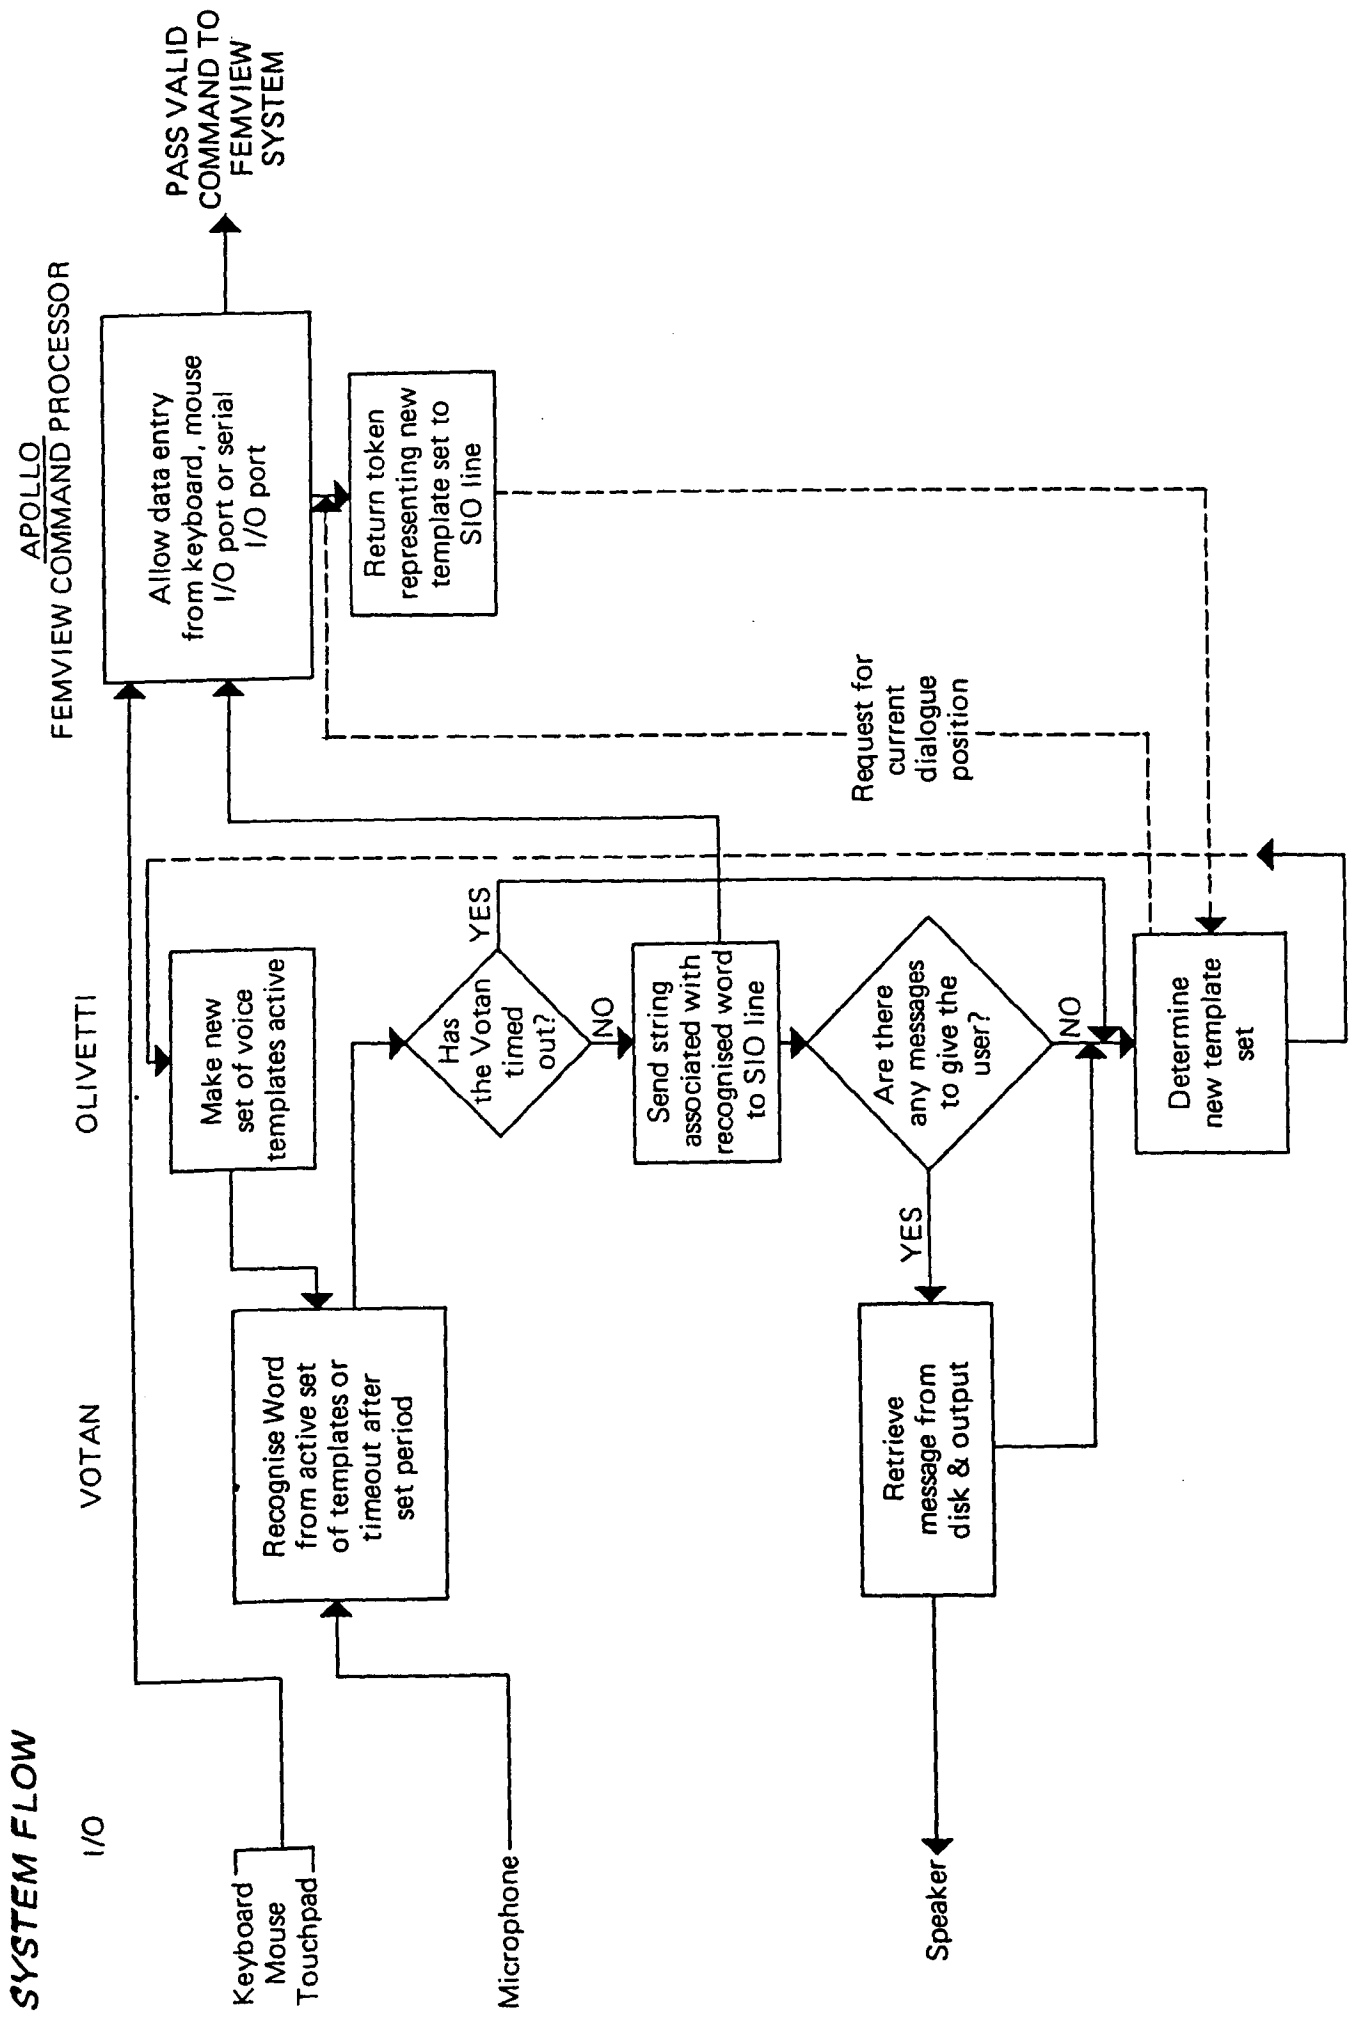 SYSTEM FLOW
I/O
VOTAN
OLIVETTI
APOLLO
FEMVIEW COMMAND PROCESSOR
Keyboard
Mouse
Touchpad
Microphone
Speaker
Recognise Word
from active set
of templates or
timeout after
set period
Make new
set of voice
templates active
Has
the Votan
timed
out?
YES
NO
Send string
associated with
recognised word
to SIO line
Are there
any messages
to give the
user?
YES
NO
Retrieve
message from
disk & output
Determine
new template
set
Request for
current
dialogue
position
Allow data entry
from keyboard, mouse
I/O port or serial
I/O port
Return token
representing new
template set to
SIO line
PASS VALID
COMMAND TO
FEMVIEW
SYSTEM